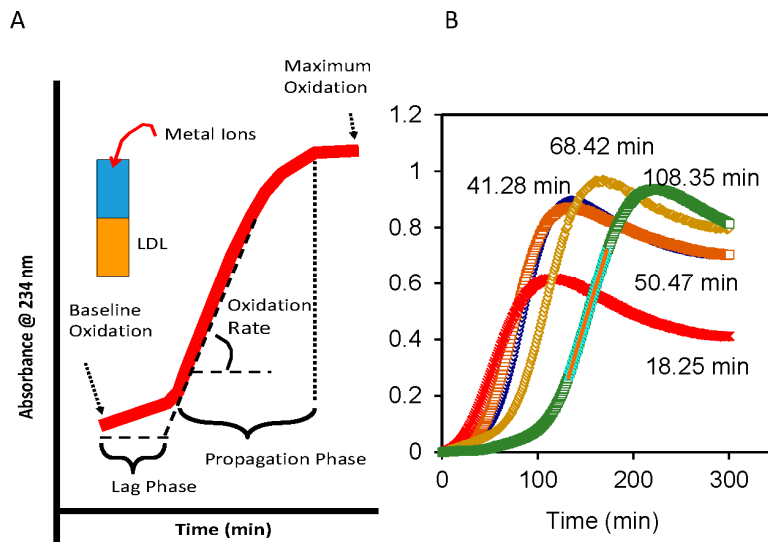 A
Absorbance @ 234 nm
Metal Ions
LDL
Baseline
Oxidation
Maximum
Oxidation
Oxidation
Rate
Propagation Phase
Lag Phase
Time (min)
B
1.2
1
0.8
0.6
0.4
0.2
0
68.42 min
108.35 min
41.28 min
50.47 min
18.25 min
0
100
200
300
Time (min)